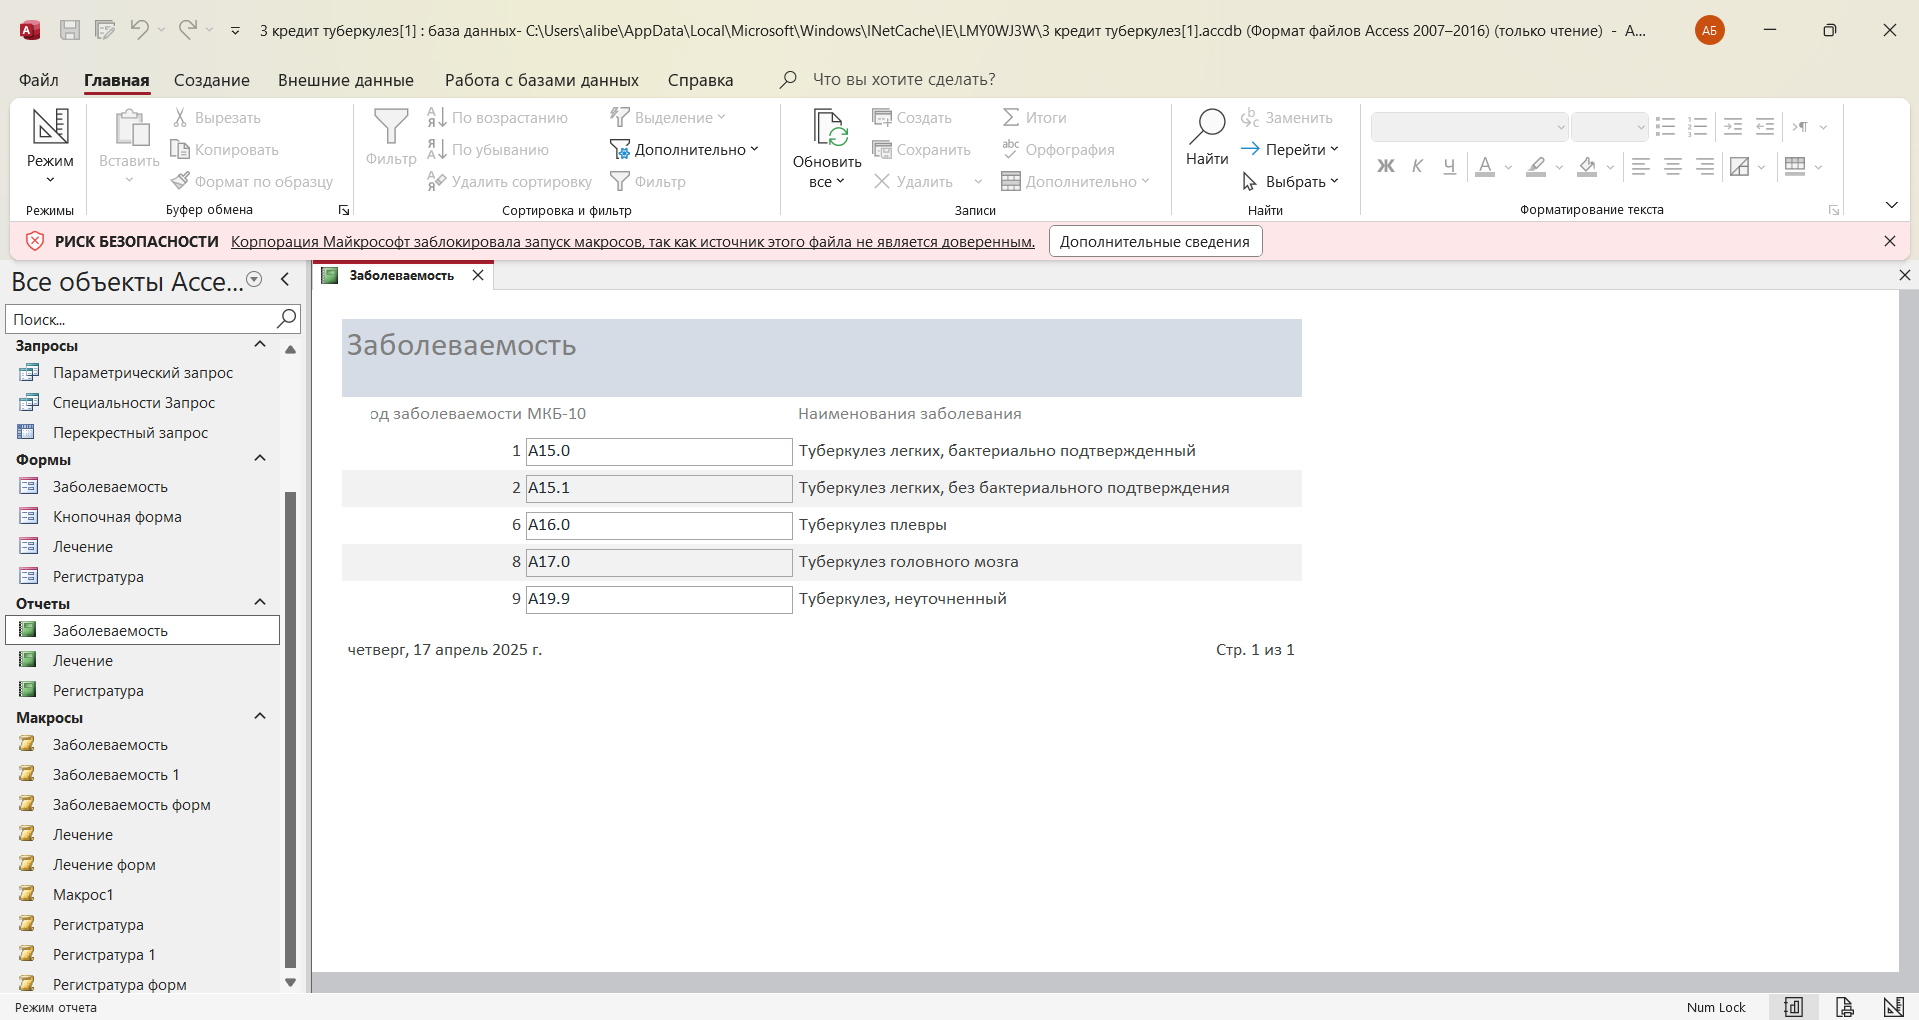 3 кредит туберкулез[1] : база данных- C:\Users\alibe\AppData\Local\Microsoft\Windows\INetCache\IE\LMY0WJ3W\3 кредит туберкулез[1].accdb (Формат файлов Access 2007–2016) (только чтение) - A...
АБ
Файл Главная Создание Внешние данные Работа с базами данных Справка Что вы хотите сделать?
Режим
Режимы
Вставить
Вырезать
Копировать
Формат по образцу
Буфер обмена
Фильтр
По возрастанию
По убыванию
Удалить сортировку
Выделение
Дополнительно
Фильтр
Сортировка и фильтр
Обновить
все
Создать
Сохранить
Удалить
Итоги
Орфография
Дополнительно
Записи
Найти
Заменить
Перейти
Выбрать
Найти
Ж К Ч А
Форматирование текста
РИСК БЕЗОПАСНОСТИ Корпорация Майкрософт заблокировала запуск макросов, так как источник этого файла не является доверенным. Дополнительные сведения
Все объекты Acce...
Поиск...
Запросы
Параметрический запрос
Специальности Запрос
Перекрестный запрос
Формы
Заболеваемость
Кнопочная форма
Лечение
Регистратура
Отчеты
Заболеваемость
Лечение
Регистратура
Макросы
Заболеваемость
Заболеваемость 1
Заболеваемость форм
Лечение
Лечение форм
Макрос1
Регистратура
Регистратура 1
Регистратура форм
Заболеваемость
Заболеваемость
од заболеваемости МКБ-10 Наименования заболевания
1 A15.0 Туберкулез легких, бактериально подтвержденный
2 A15.1 Туберкулез легких, без бактериального подтверждения
6 A16.0 Туберкулез плевры
8 A17.0 Туберкулез головного мозга
9 A19.9 Туберкулез, неуточненный
четверг, 17 апрель 2025 г. Стр. 1 из 1
Режим отчета Num Lock